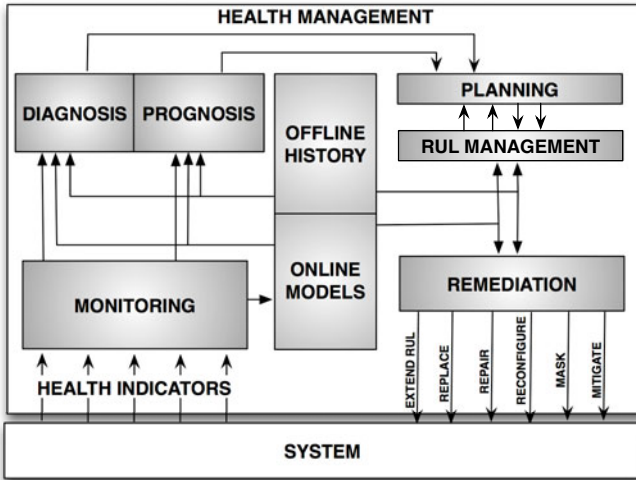 HEALTH MANAGEMENT
DIAGNOSIS
PROGNOSIS
OFFLINE
HISTORY
PLANNING
RUL MANAGEMENT
MONITORING
ONLINE
MODELS
REMEDIATION
EXTEND RUL
REPLACE
REPAIR
RECONFIGURE
MASK
MITIGATE
HEALTH INDICATORS
SYSTEM